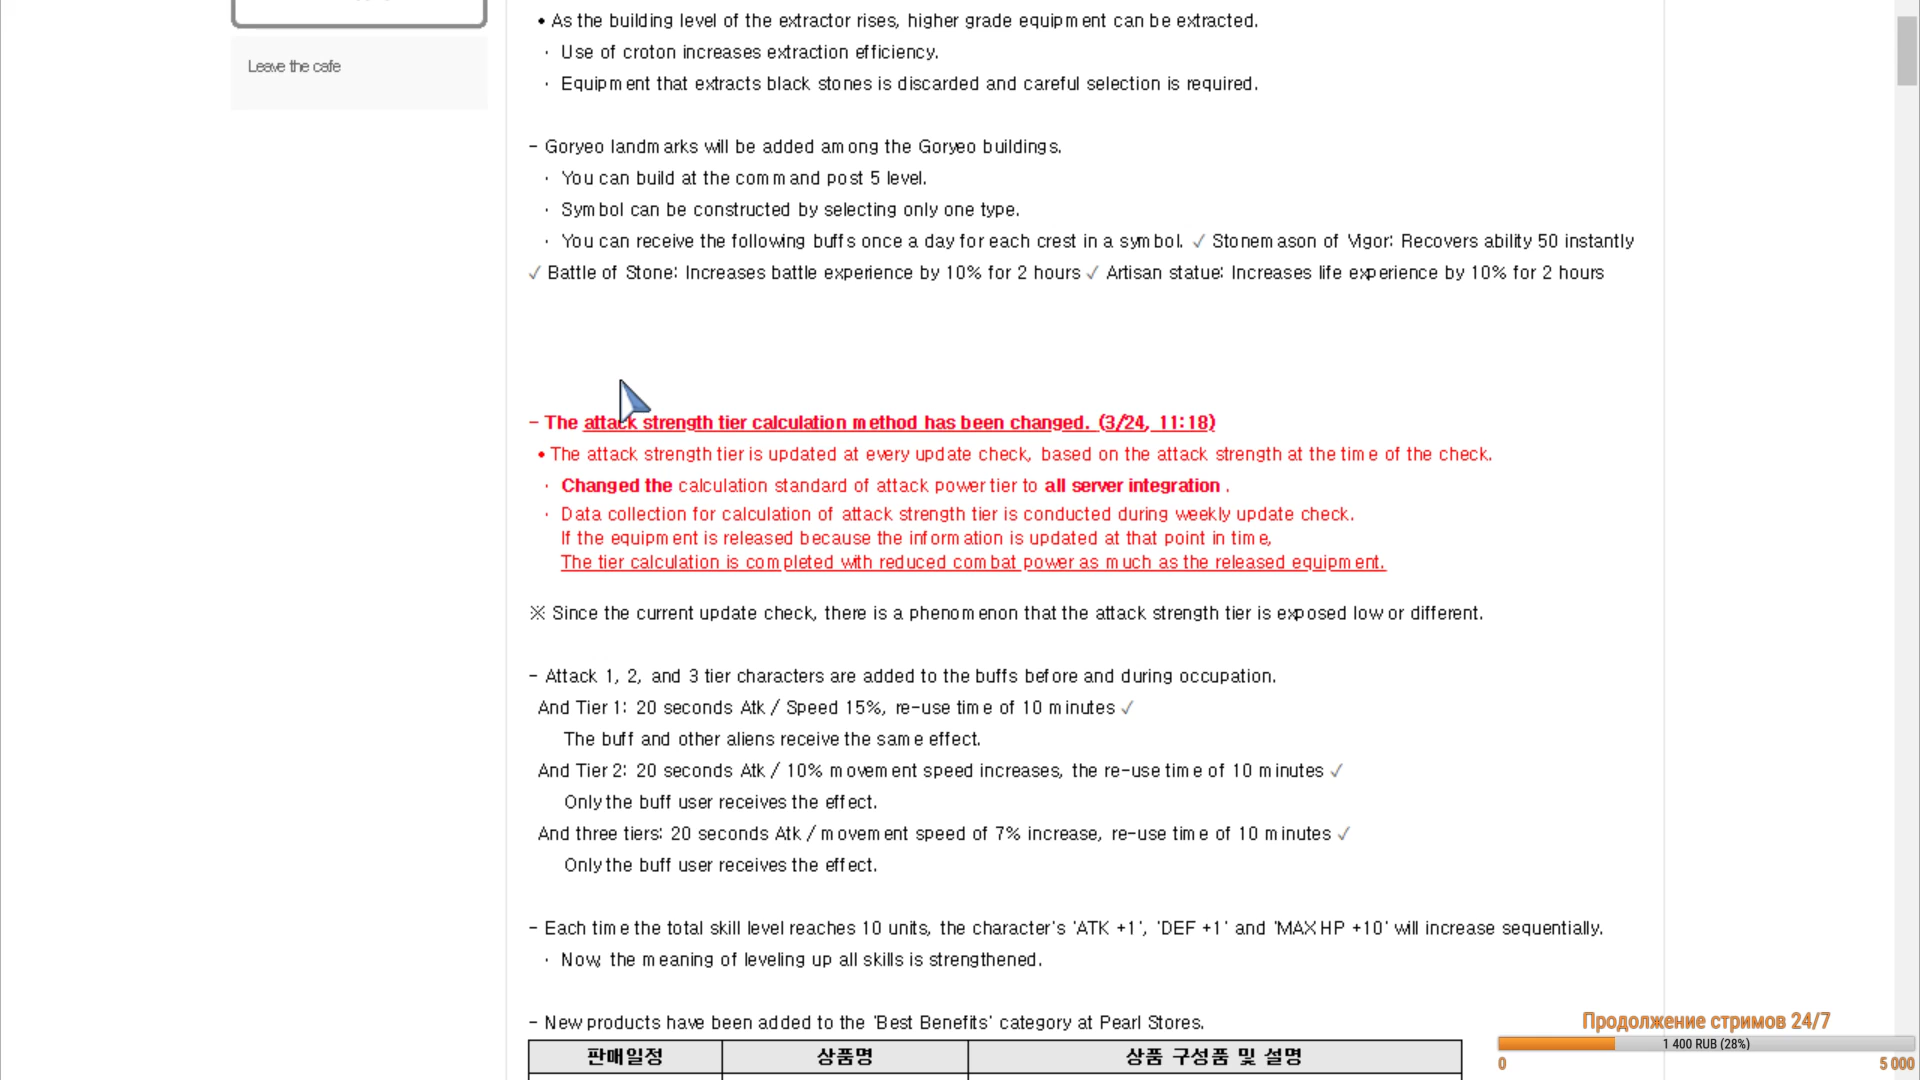 Leave the cafe
• As the building level of the extractor rises, higher grade equipment can be extracted.
· Use of croton increases extraction efficiency.
· Equipment that extracts black stones is discarded and careful selection is required.
- Goryeo landmarks will be added among the Goryeo buildings.
· You can build at the command post 5 level.
· Symbol can be constructed by selecting only one type.
· You can receive the following buffs once a day for each crest in a symbol. ✓ Stonemason of Vigor: Recovers ability 50 instantly
✓ Battle of Stone: Increases battle experience by 10% for 2 hours ✓ Artisan statue: Increases life experience by 10% for 2 hours
- The attack strength tier calculation method has been changed. (3/24, 11:18)
• The attack strength tier is updated at every update check, based on the attack strength at the time of the check.
· Changed the calculation standard of attack power tier to all server integration .
· Data collection for calculation of attack strength tier is conducted during weekly update check.
If the equipment is released because the information is updated at that point in time,
The tier calculation is completed with reduced combat power as much as the released equipment.
※ Since the current update check, there is a phenomenon that the attack strength tier is exposed low or different.
- Attack 1, 2, and 3 tier characters are added to the buffs before and during occupation.
And Tier 1: 20 seconds Atk / Speed 15%, re-use time of 10 minutes ✓
The buff and other aliens receive the same effect.
And Tier 2: 20 seconds Atk / 10% movement speed increases, the re-use time of 10 minutes ✓
Only the buff user receives the effect.
And three tiers: 20 seconds Atk / movement speed of 7% increase, re-use time of 10 minutes ✓
Only the buff user receives the effect.
- Each time the total skill level reaches 10 units, the character's 'ATK +1', 'DEF +1' and 'MAX HP +10' will increase sequentially.
· Now, the meaning of leveling up all skills is strengthened.
- New products have been added to the 'Best Benefits' category at Pearl Stores.
판매일정 상품명 상품 구성품 및 설명
Продолжение стримов 24/7
1 400 RUB (28%)
0 5 000